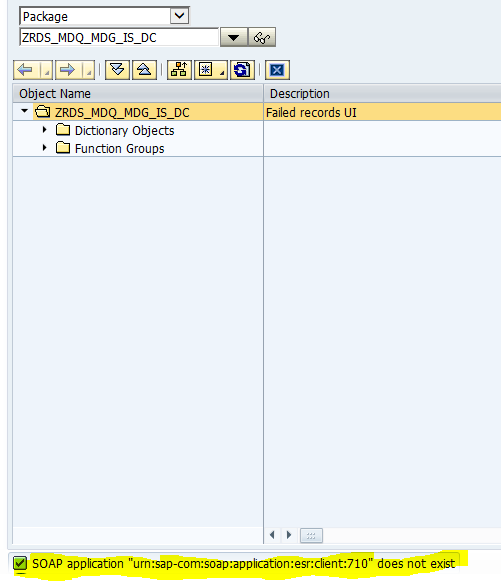 Package
ZRDS_MDQ_MDG_IS_DC
Object Name Description
ZRDS_MDQ_MDG_IS_DC Failed records UI
Dictionary Objects
Function Groups
SOAP application "urn:sap-com:soap:application:esr:client:710" does not exist